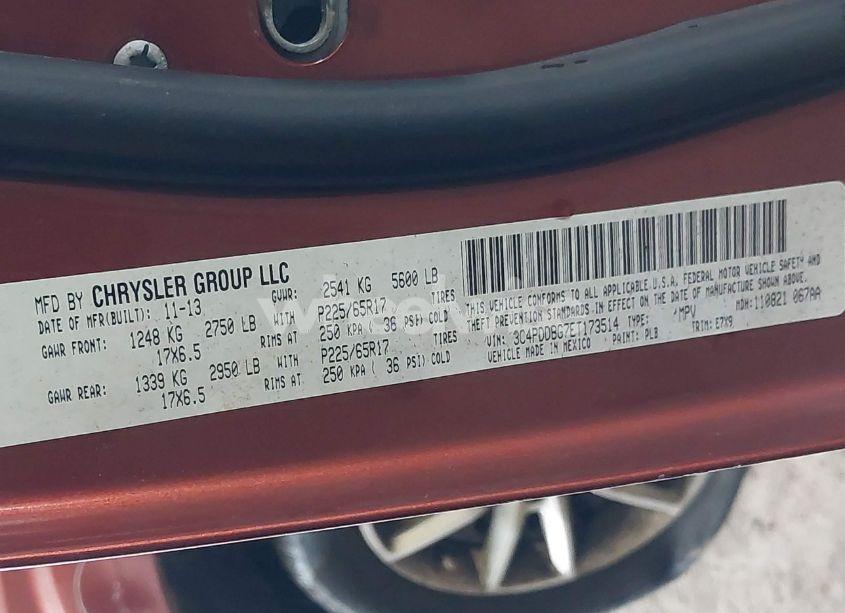 MFD BY CHRYSLER GROUP LLC
DATE OF MFR(BUILT): 11-13 GVWR: 2541 KG 5600 LB
GAWR FRONT: 1248 KG 2750 LB WITH P225/65R17 TIRES
17X6.5 RIMS AT 250 KPA ( 36 PSI) COLD
GAWR REAR: 1339 KG 2950 LB WITH P225/65R17 TIRES
17X6.5 RIMS AT 250 KPA ( 36 PSI) COLD
THIS VEHICLE CONFORMS TO ALL APPLICABLE U.S.A. FEDERAL MOTOR VEHICLE SAFETY AND
THEFT PREVENTION STANDARDS IN EFFECT ON THE DATE OF MANUFACTURE SHOWN ABOVE.
VIN: 3C4PDDBG7ET173514 TYPE: MPV MDH: 110821 067AA
VEHICLE MADE IN MEXICO PAINT: PLB TRIM: E7X9